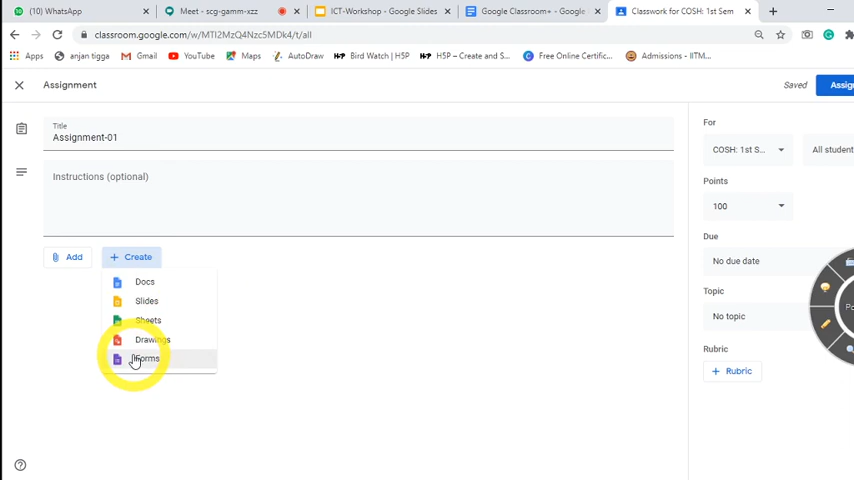 (10) WhatsApp
Meet - scg-gamm-xzz
ICT-Workshop - Google Slides
Google Classroom+ - Google
Classwork for COSH: 1st Sem
classroom.google.com/w/MTI2MzQ4Nzc5MDk4/t/all
Apps
anjan tigga
Gmail
YouTube
Maps
AutoDraw
H-P
Bird Watch | H5P
H-P
H5P – Create and S...
Free Online Certific...
Admissions - IITM...
Assignment
Saved
Assig
Title
Assignment-01
Instructions (optional)
Add
+ Create
Docs
Slides
Sheets
Drawings
Forms
For
COSH: 1st S...
All student
Points
100
Due
No due date
Topic
No topic
Po
Rubric
+ Rubric